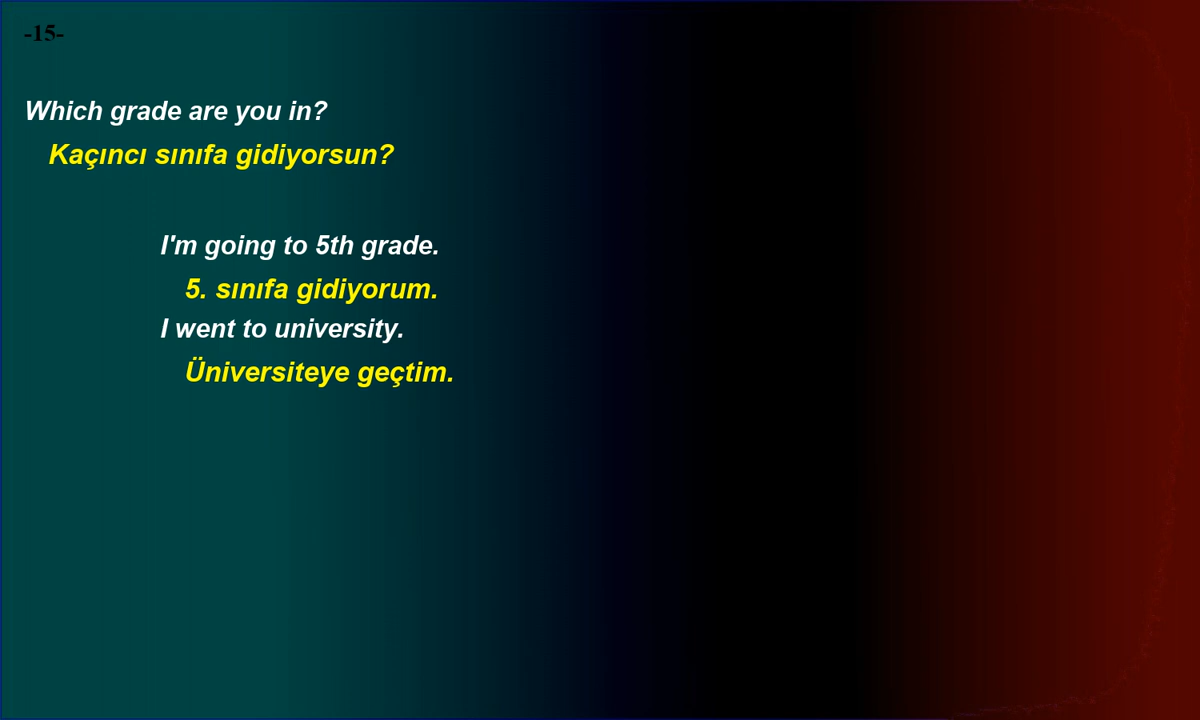 -15-
Which grade are you in?
Kaçıncı sınıfa gidiyorsun?
I'm going to 5th grade.
5. sınıfa gidiyorum.
I went to university.
Üniversiteye geçtim.